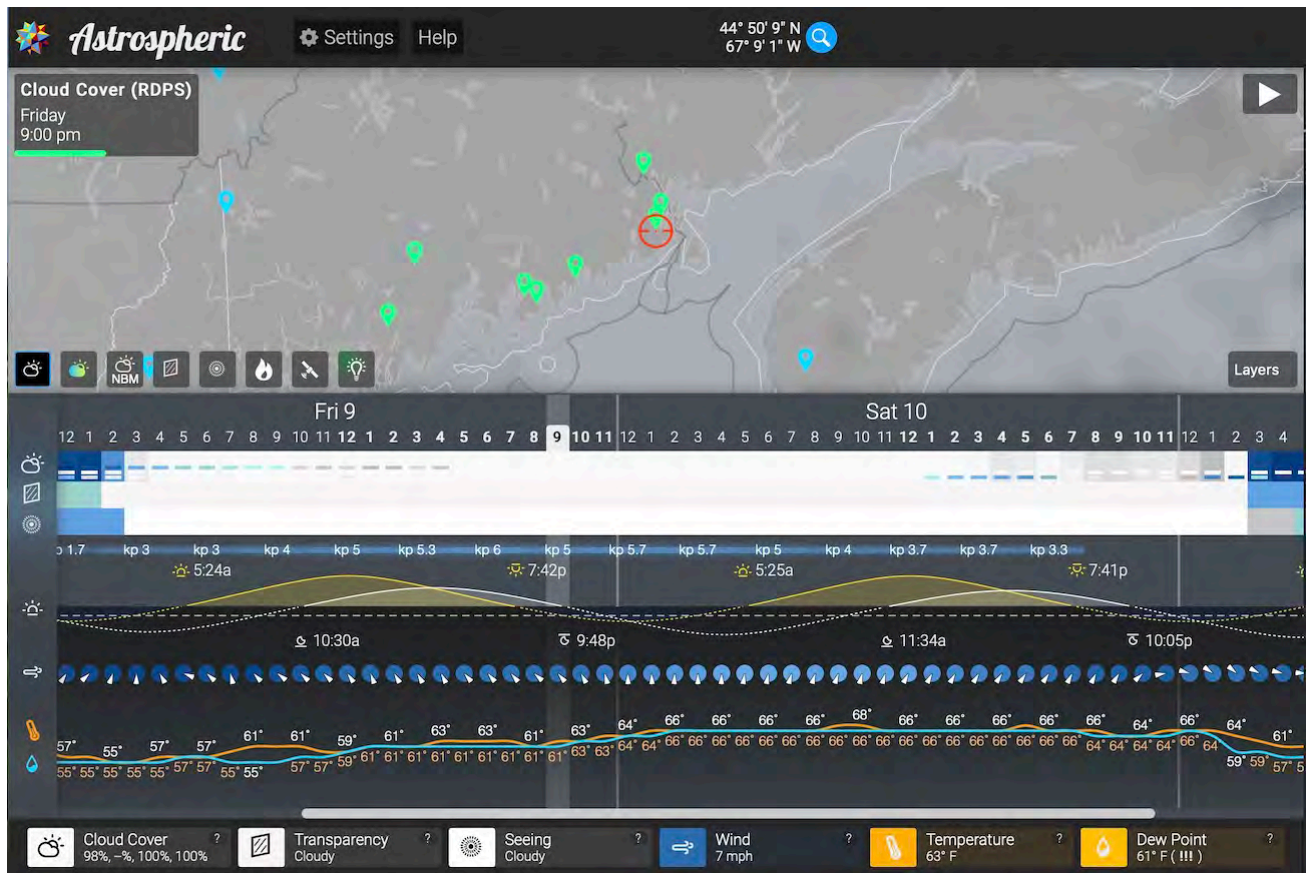 Astrospheric
Settings
Help
44° 50' 9" N
67° 9' 1" W
Cloud Cover (RDPS)
Friday
9:00 pm
NBM
Layers
Fri 9
Sat 10
12 1 2 3 4 5 6 7 8 9 10 11 12 1 2 3 4 5 6 7 8 9 10 11 12 1 2 3 4 5 6 7 8 9 10 11 12 1 2 3 4 5 6 7 8 9 10 11 12 1 2 3 4
1.7 kp 3 kp 3 kp 4 kp 5 kp 5.3 kp 6 kp 5 kp 5.7 kp 5.7 kp 5 kp 4 kp 3.7 kp 3.7 kp 3.3
5:24a 7:42p 5:25a 7:41p
10:30a 9:48p 11:34a 10:05p
57° 55° 57° 57° 61° 61° 59° 61° 63° 63° 61° 63° 64° 66° 66° 66° 66° 68° 66° 66° 66° 66° 66° 64° 66° 64° 61°
55° 55° 55° 55° 55° 57° 57° 55° 55° 57° 57° 59° 61° 61° 61° 61° 61° 61° 61° 61° 61° 63° 63° 64° 64° 66° 66° 66° 66° 66° 66° 66° 66° 66° 66° 66° 66° 66° 66° 66° 66° 66° 66° 64° 64° 64° 64° 66° 64 59° 59° 57°
Cloud Cover ?
98%, –%, 100%, 100%
Transparency ?
Cloudy
Seeing ?
Cloudy
Wind ?
7 mph
Temperature ?
63° F
Dew Point ?
61° F ( !!! )